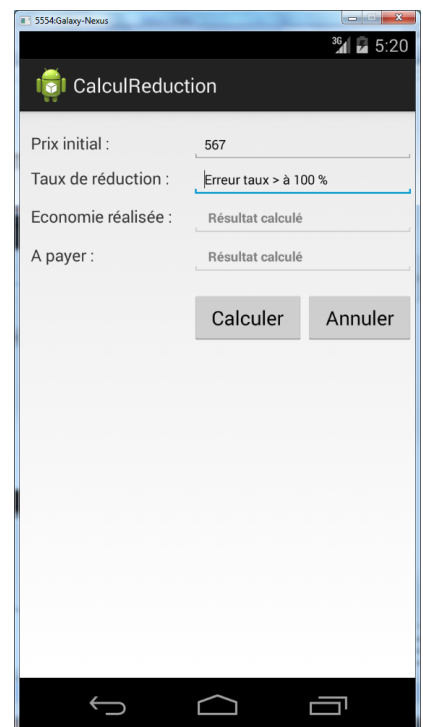 5554:Galaxy-Nexus
3G 5:20
CalculReduction
Prix initial : 567
Taux de réduction : Erreur taux > à 100 %
Economie réalisée : Résultat calculé
A payer : Résultat calculé
Calculer Annuler